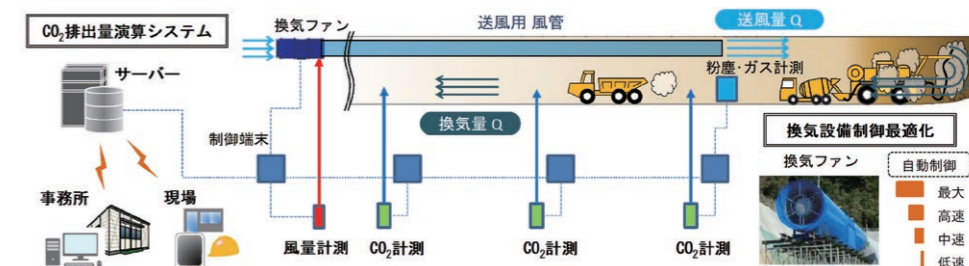 CO₂排出量演算システム
サーバー
事務所
現場
換気ファン
送風用 風管
送風量 Q
粉塵・ガス計測
換気量 Q
制御端末
風量計測
CO₂計測
CO₂計測
CO₂計測
換気設備制御最適化
換気ファン
自動制御
最大
高速
中速
低速